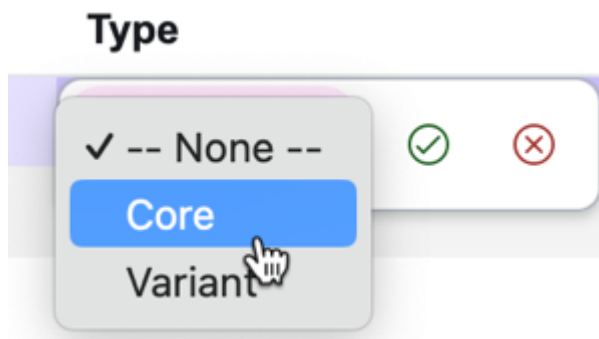 Type
✓ -- None --
Core
Variant